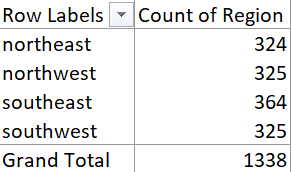 Row Labels Count of Region
northeast 324
northwest 325
southeast 364
southwest 325
Grand Total 1338